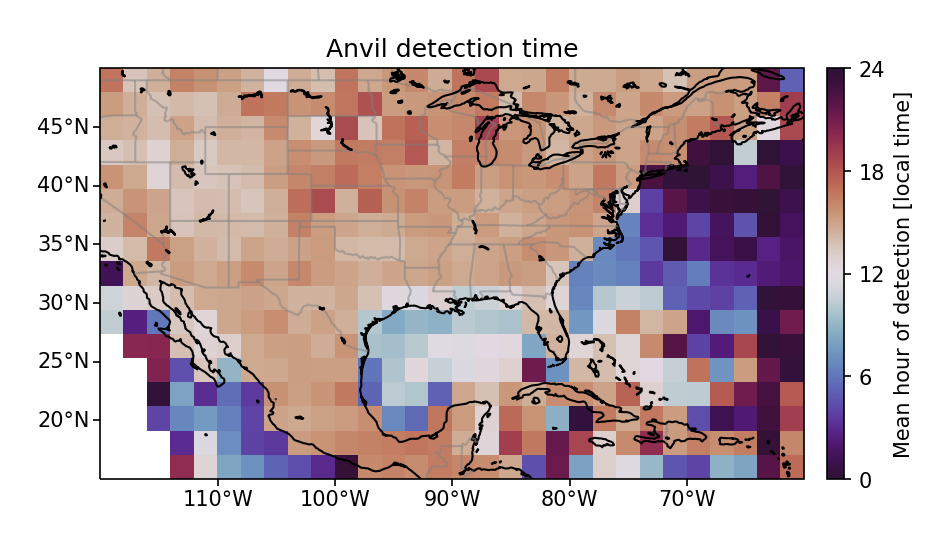 Anvil detection time
45°N
40°N
35°N
30°N
25°N
20°N
110°W
100°W
90°W
80°W
70°W
24
18
12
6
0
Mean hour of detection [local time]